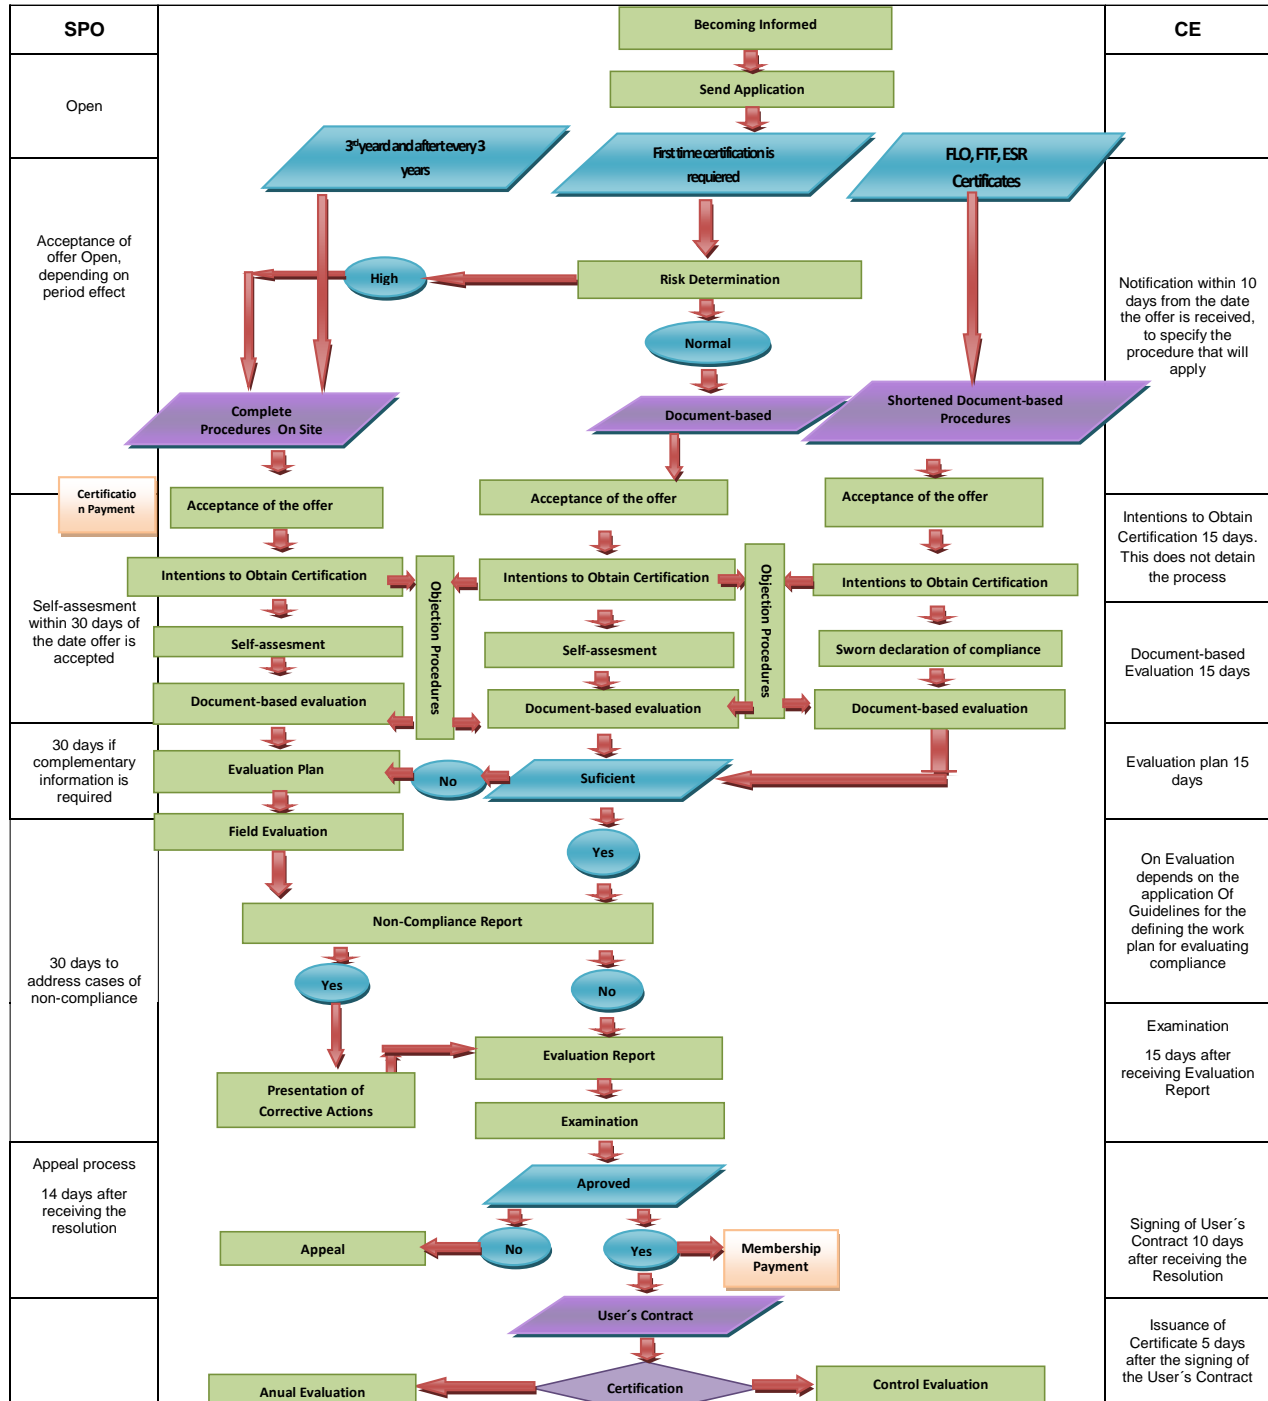 SPO
Becoming Informed
CE
Open
Send Application
3rd yeard and aftert every 3
years
First time certification is
requiered
FLO, FTF, ESR
Certificates
Acceptance of
offer Open,
depending on
period effect
High
Risk Determination
Normal
Notification within 10
days from the date
the offer is received,
to specify the
procedure that will
apply
Complete
Procedures On Site
Document-based
Shortened Document-based
Procedures
Certificatio
n Payment
Acceptance of the offer
Acceptance of the offer
Acceptance of the offer
Intentions to Obtain
Certification 15 days.
This does not detain
the process
Intentions to Obtain Certification
Objection Procedures
Intentions to Obtain Certification
Objection Procedures
Intentions to Obtain Certification
Self-assesment
within 30 days of
the date offer is
accepted
Self-assesment
Self-assesment
Sworn declaration of compliance
Document-based
Evaluation 15 days
Document-based evaluation
Document-based evaluation
Document-based evaluation
30 days if
complementary
information is
required
Evaluation Plan
No
Suficient
Evaluation plan 15
days
Field Evaluation
Yes
On Evaluation
depends on the
application Of
Guidelines for the
defining the work
plan for evaluating
compliance
Non-Compliance Report
30 days to
address cases of
non-compliance
Yes
No
Examination
15 days after
receiving Evaluation
Report
Evaluation Report
Presentation of
Corrective Actions
Examination
Appeal process
14 days after
receiving the
resolution
Aproved
Appeal
No
Yes
Membership
Payment
Signing of User´s
Contract 10 days
after receiving the
Resolution
User´s Contract
Issuance of
Certificate 5 days
after the signing of
the User´s Contract
Anual Evaluation
Certification
Control Evaluation